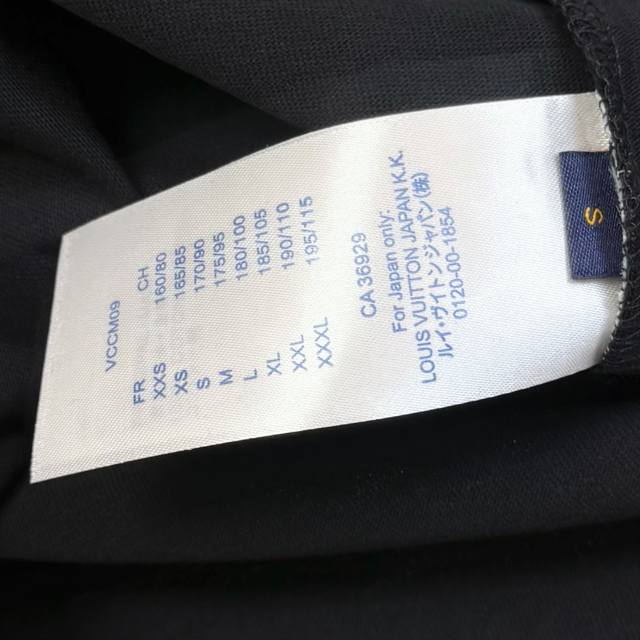 VCCM09
FR CH
XXS 160/80
XS 165/85
S 170/90
M 175/95
L 180/100
XL 185/105
XXL 190/110
XXXL 195/115
CA 36929
For Japan only:
LOUIS VUITTON JAPAN K.K.
ルイ・ヴィトン・ジャパン(株)
0120-00-1854
S